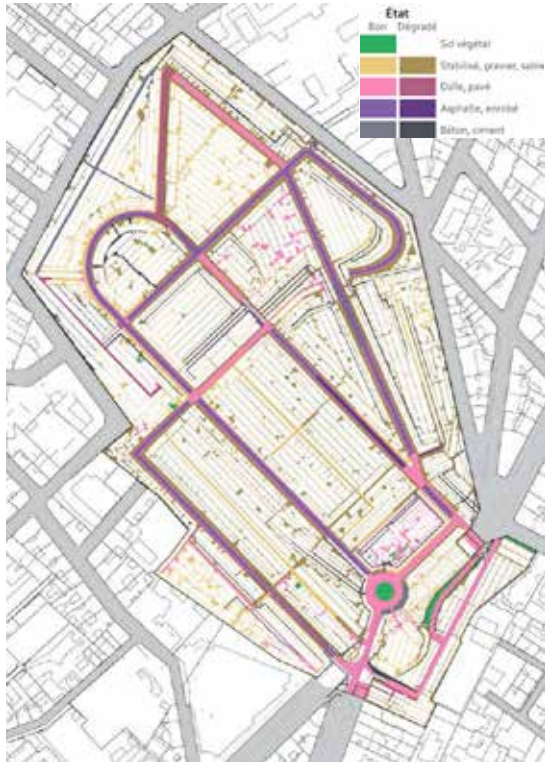 État
Bon Dégradé
Sol végétal
Stabilisé, gravier, sable
Dalle, pavé
Asphalte, enrobé
Béton, ciment